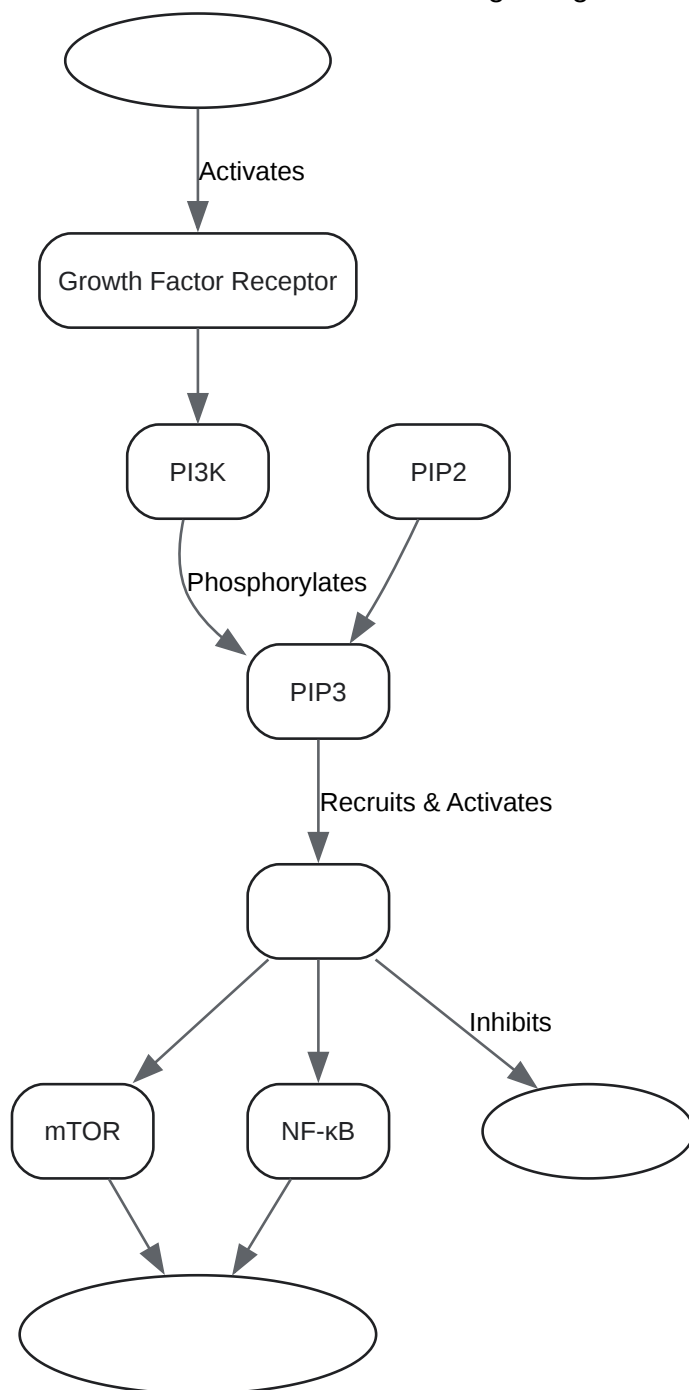 Activates
Growth Factor Receptor
PI3K
PIP2
Phosphorylates
PIP3
Recruits & Activates
Inhibits
mTOR
NF-κB